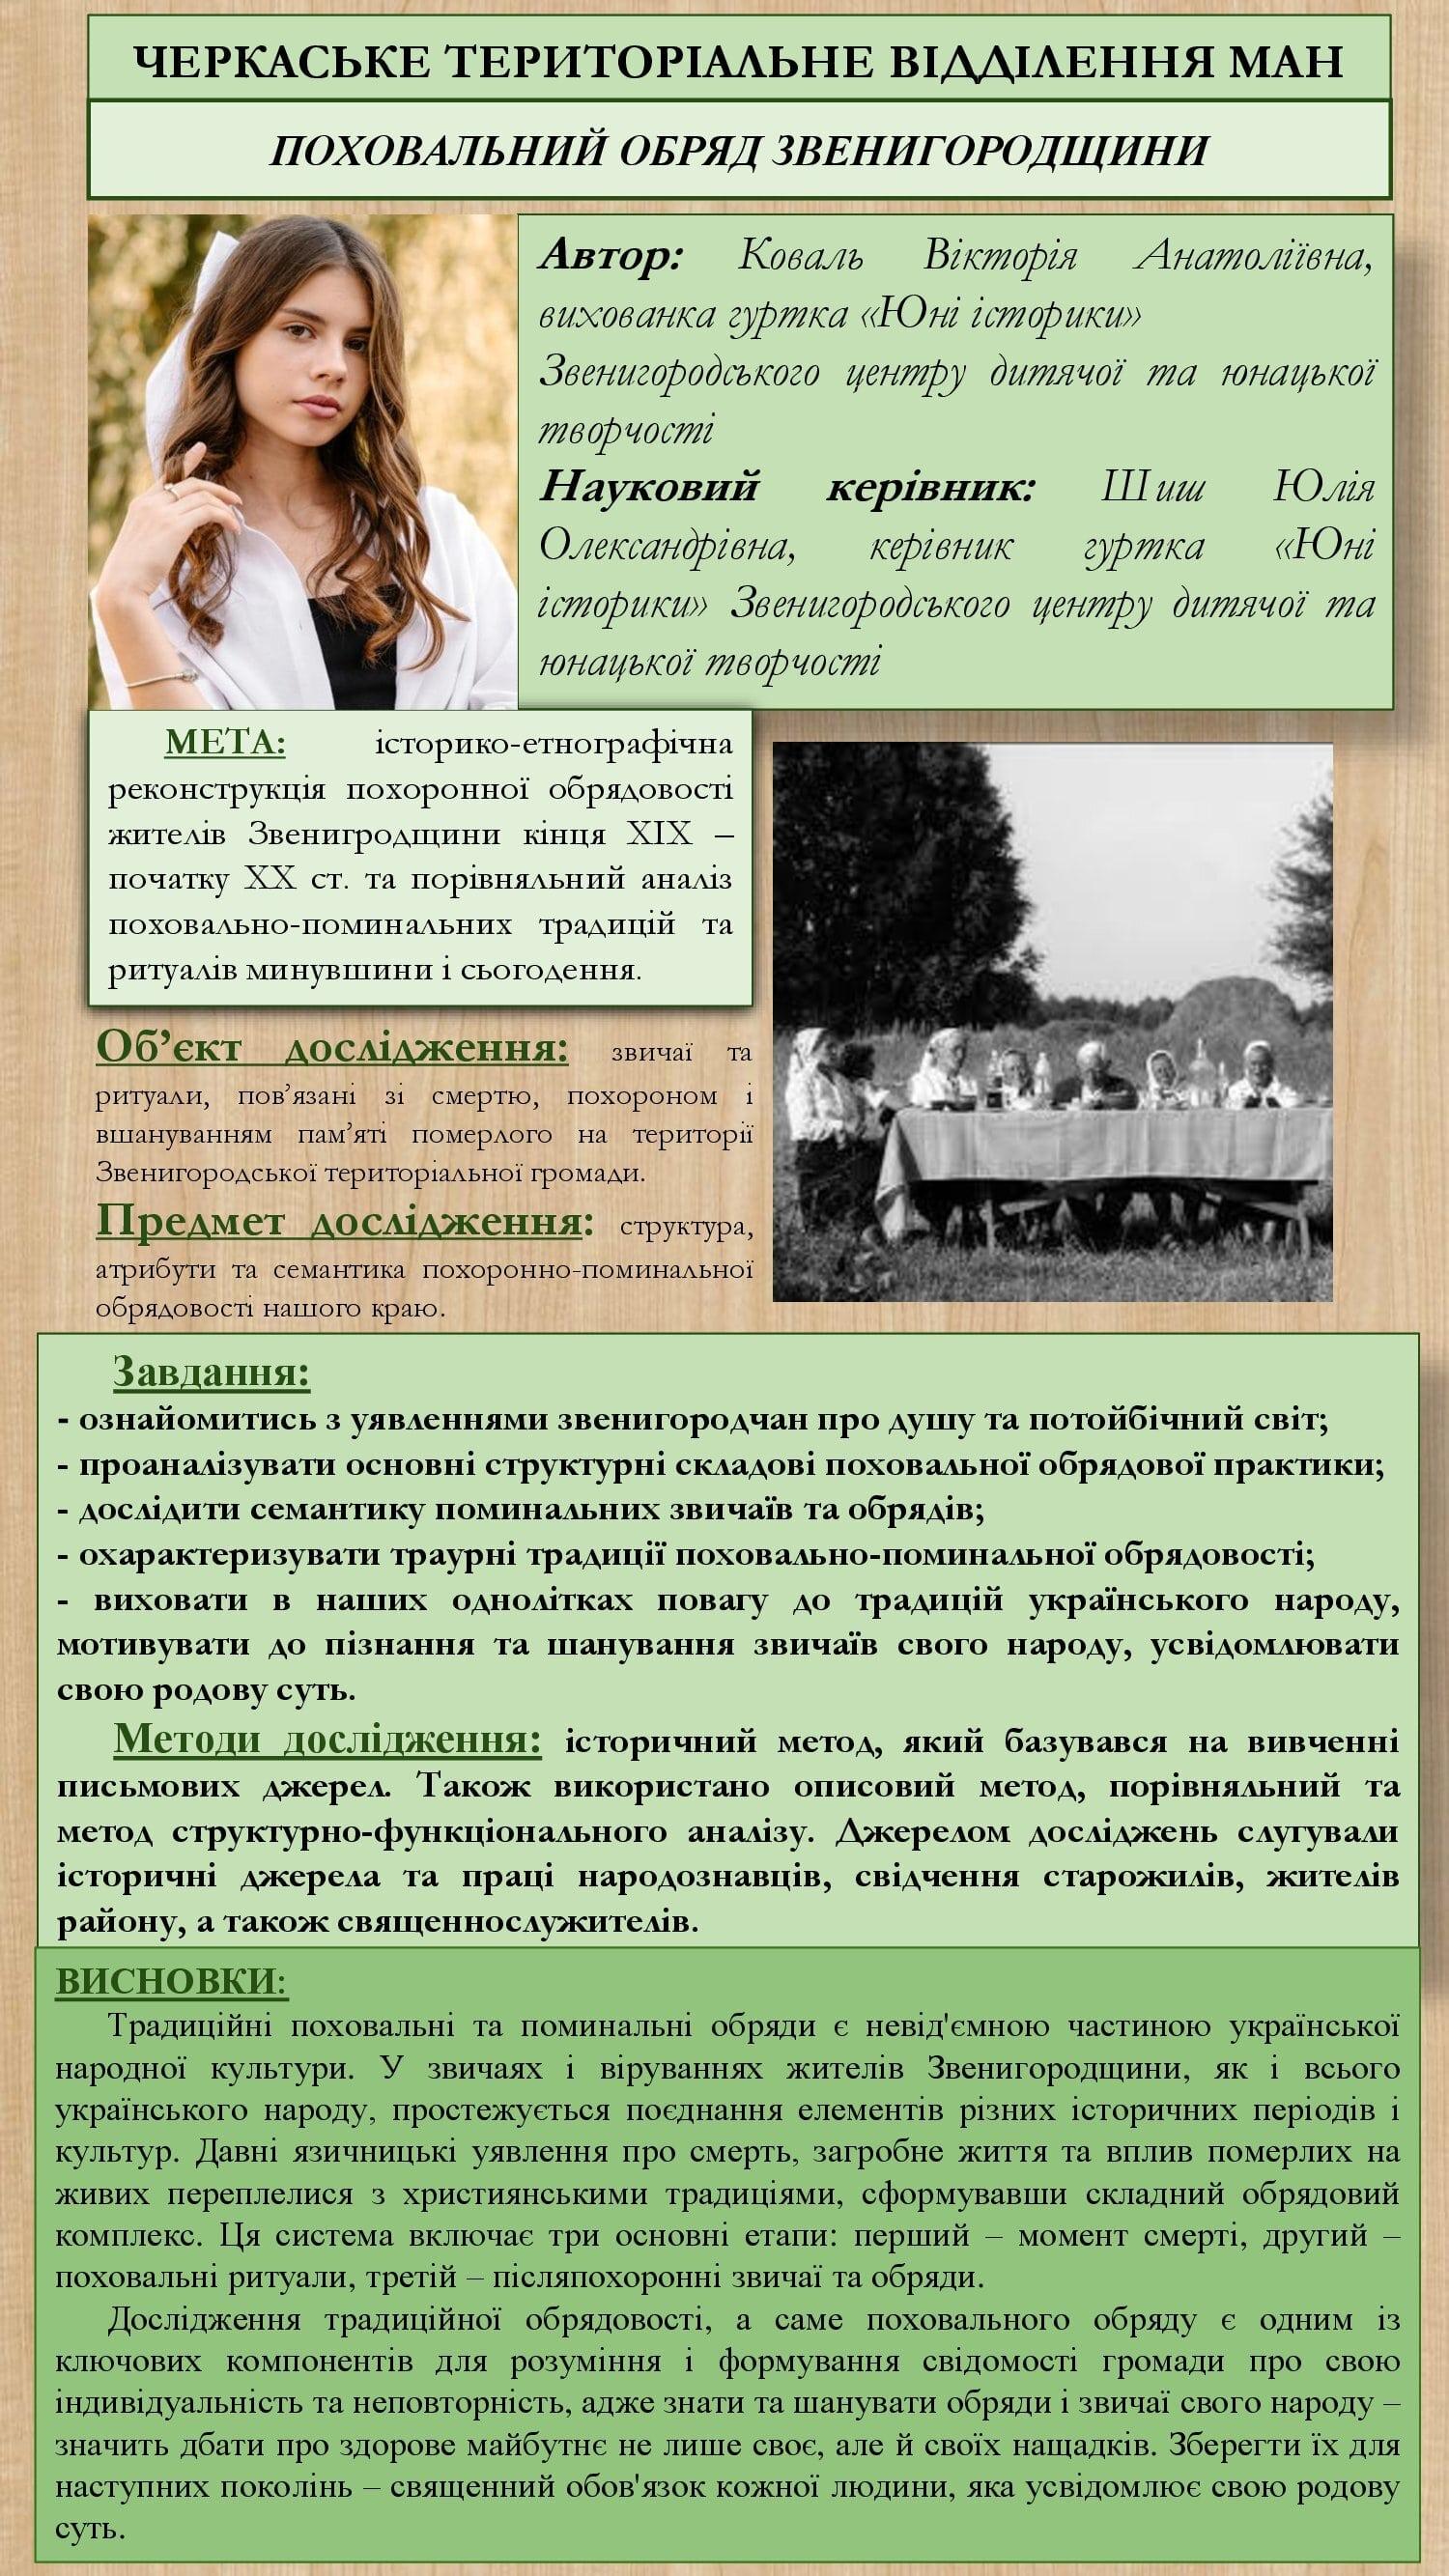 ЧЕРКАСЬКЕ ТЕРИТОРІАЛЬНЕ ВІДДІЛЕННЯ МАН
ПОХОВАЛЬНИЙ ОБРЯД ЗВЕНИГОРОДЩИНИ
Автор: Коваль Вікторія Анатоліївна,
вихованка гуртка «Юні історики»
Звенигородського центру дитячої та юнацької
творчості
Науковий керівник: Шиш Юлія
Олександрівна, керівник гуртка «Юні
історики» Звенигородського центру дитячої та
юнацької творчості
МЕТА: історико-етнографічна
реконструкція похоронної обрядовості
жителів Звенигродщини кінця ХІХ –
початку ХХ ст. та порівняльний аналіз
поховально-поминальних традицій та
ритуалів минувшини і сьогодення.
Об’єкт дослідження: звичаї та
ритуали, пов’язані зі смертю, похороном і
вшануванням пам’яті померлого на території
Звенигородської територіальної громади.
Предмет дослідження: структура,
атрибути та семантика похоронно-поминальної
обрядовості нашого краю.
Завдання:
- ознайомитись з уявленнями звенигородчан про душу та потойбічний світ;
- проаналізувати основні структурні складові поховальної обрядової практики;
- дослідити семантику поминальних звичаїв та обрядів;
- охарактеризувати траурні традиції поховально-поминальної обрядовості;
- виховати в наших однолітках повагу до традицій українського народу,
мотивувати до пізнання та шанування звичаїв свого народу, усвідомлювати
свою родову суть.
Методи дослідження: історичний метод, який базувався на вивченні
письмових джерел. Також використано описовий метод, порівняльний та
метод структурно-функціонального аналізу. Джерелом досліджень слугували
історичні джерела та праці народознавців, свідчення старожилів, жителів
району, а також священнослужителів.
ВИСНОВКИ:
Традиційні поховальні та поминальні обряди є невід'ємною частиною української
народної культури. У звичаях і віруваннях жителів Звенигородщини, як і всього
українського народу, простежується поєднання елементів різних історичних періодів і
культур. Давні язичницькі уявлення про смерть, загробне життя та вплив померлих на
живих переплелися з християнськими традиціями, сформувавши складний обрядовий
комплекс. Ця система включає три основні етапи: перший – момент смерті, другий –
поховальні ритуали, третій – післяпохоронні звичаї та обряди.
Дослідження традиційної обрядовості, а саме поховального обряду є одним із
ключових компонентів для розуміння і формування свідомості громади про свою
індивідуальність та неповторність, адже знати та шанувати обряди і звичаї свого народу –
значить дбати про здорове майбутнє не лише своє, але й своїх нащадків. Зберегти їх для
наступних поколінь – священний обов'язок кожної людини, яка усвідомлює свою родову
суть.